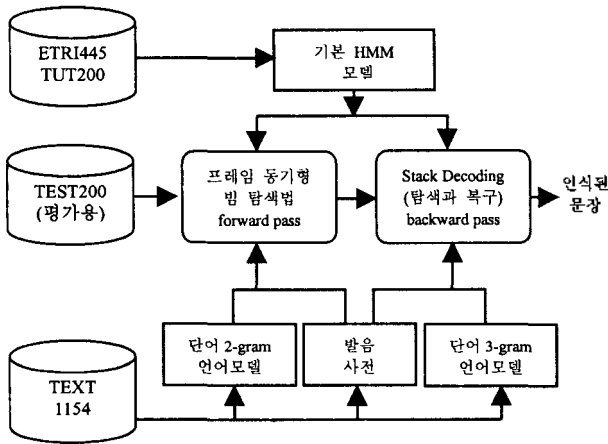 ETRI445
TUT200
기본 HMM
모델
TEST200
(평가용)
프레임 동기형
빔 탐색법
forward pass
Stack Decoding
(탐색과 복구)
backward pass
인식된
문장
TEXT
1154
단어 2-gram
언어모델
발음
사전
단어 3-gram
언어모델